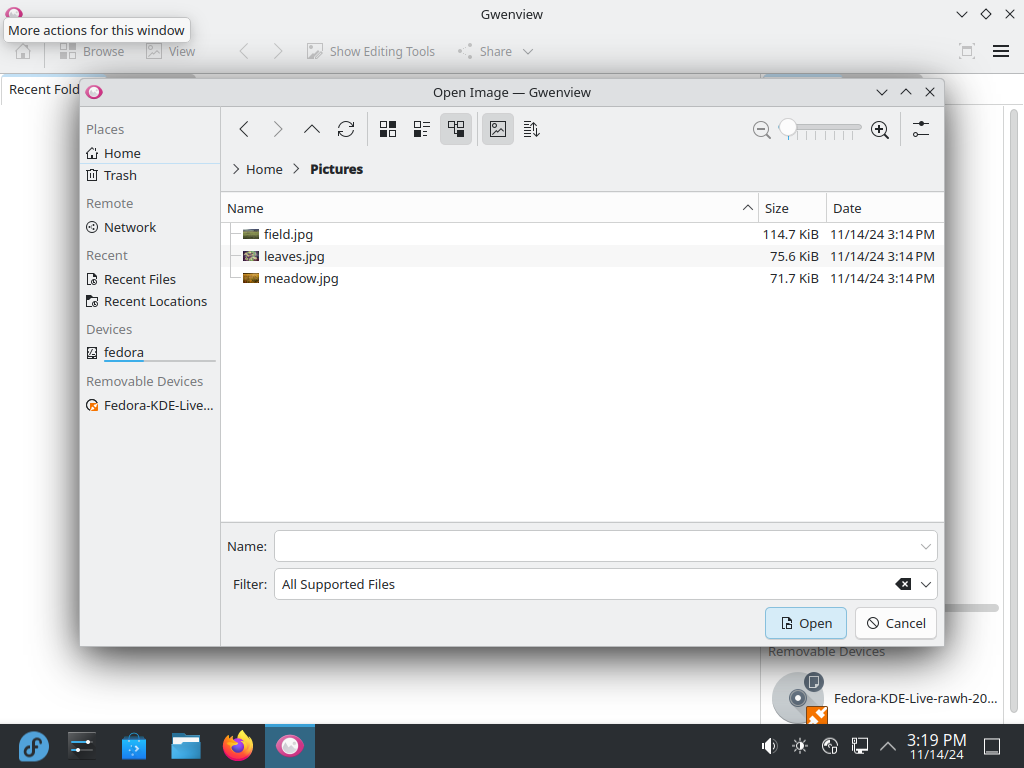 Gwenview
More actions for this window
Browse
View
Show Editing Tools
Share
Recent Fold
Open Image — Gwenview
Places
Home
Trash
Remote
Network
Recent
Recent Files
Recent Locations
Devices
fedora
Removable Devices
Fedora-KDE-Live...
Home
Pictures
Name
Size
Date
field.jpg 114.7 KiB 11/14/24 3:14 PM
leaves.jpg 75.6 KiB 11/14/24 3:14 PM
meadow.jpg 71.7 KiB 11/14/24 3:14 PM
Name:
Filter: All Supported Files
Open
Cancel
Removable Devices
Fedora-KDE-Live-rawh-20...
3:19 PM
11/14/24